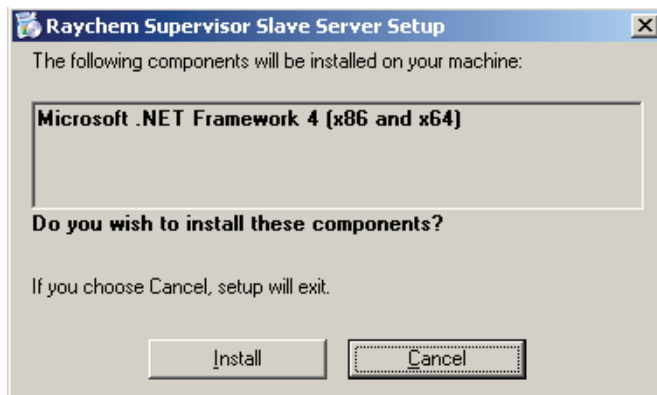 Raychem Supervisor Slave Server Setup
The following components will be installed on your machine:
Microsoft .NET Framework 4 (x86 and x64)
Do you wish to install these components?
If you choose Cancel, setup will exit.
Install
Cancel